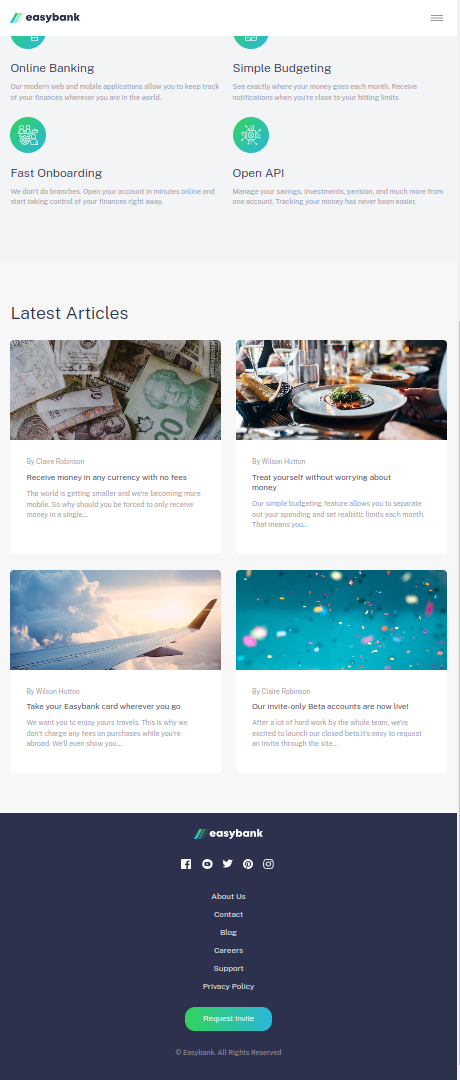 easybank
Online Banking
Our modern web and mobile applications allow you to keep track
of your finances wherever you are in the world.
Simple Budgeting
See exactly where your money goes each month. Receive
notifications when you're close to your hitting limits
Fast Onboarding
We don't do branches. Open your account in minutes online and
start taking control of your finances right away.
Open API
Manage your savings, investments, pension, and much more from
one account. Tracking your money has never been easier.
Latest Articles
20
By Claire Robinson
Receive money in any currency with no fees
The world is getting smaller and we're becoming more
mobile. So why should you be forced to only receive
money in a single...
By Wilson Hutton
Treat yourself without worrying about
money
Our simple budgeting feature allows you to separate
out your spending and set realistic limits each month.
That means you...
By Wilson Hutton
Take your Easybank card wherever you go
We want you to enjoy yours travels. This is why we
don't charge any fees on purchases while you're
abroad. We'll even show you...
By Claire Robinson
Our invite-only Beta accounts are now live!
After a lot of hard work by the whole team, we're
excited to launch our closed beta.It's easy to request
an invite through the site...
easybank
About Us
Contact
Blog
Careers
Support
Privacy Policy
Request Invite
© Easybank. All Rights Reserved